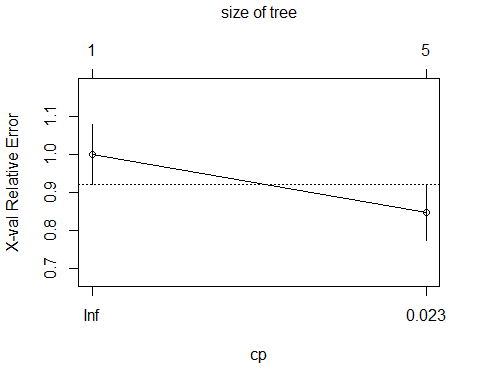 size of tree
1 5
X-val Relative Error
1.1
1.0
0.9
0.8
0.7
Inf 0.023
cp